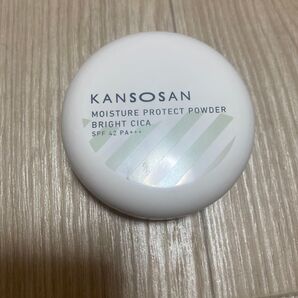 KANSOSAN
MOISTURE PROTECT POWDER
BRIGHT CICA
SPF 42 PA+++